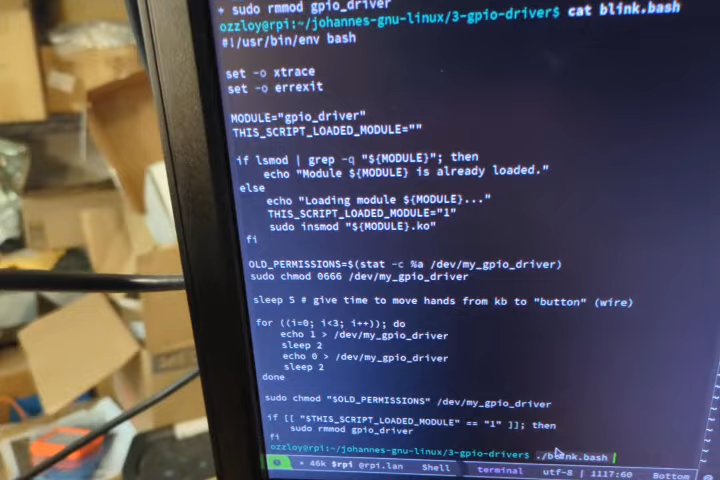 + sudo rmmod gpio_driver
ozzloy@rpi:~/johannes-gnu-linux/3-gpio-driver$ cat blink.bash
#!/usr/bin/env bash
set -o xtrace
set -o errexit
MODULE="gpio_driver"
THIS_SCRIPT_LOADED_MODULE=""
if lsmod | grep -q "${MODULE}"; then
echo "Module ${MODULE} is already loaded."
else
echo "Loading module ${MODULE}..."
THIS_SCRIPT_LOADED_MODULE="1"
sudo insmod "${MODULE}.ko"
fi
OLD_PERMISSIONS=$(stat -c %a /dev/my_gpio_driver)
sudo chmod 0666 /dev/my_gpio_driver
sleep 5 # give time to move hands from kb to "button" (wire)
for ((i=0; i<3; i++)); do
echo 1 > /dev/my_gpio_driver
sleep 2
echo 0 > /dev/my_gpio_driver
sleep 2
done
sudo chmod "$OLD_PERMISSIONS" /dev/my_gpio_driver
if [[ "$THIS_SCRIPT_LOADED_MODULE" == "1" ]]; then
sudo rmmod gpio_driver
fi
ozzloy@rpi:~/johannes-gnu-linux/3-gpio-driver$ ./blink.bash
46k $rpi @rpi.lan Shell terminal utf-8 | 1117:60 Bottom